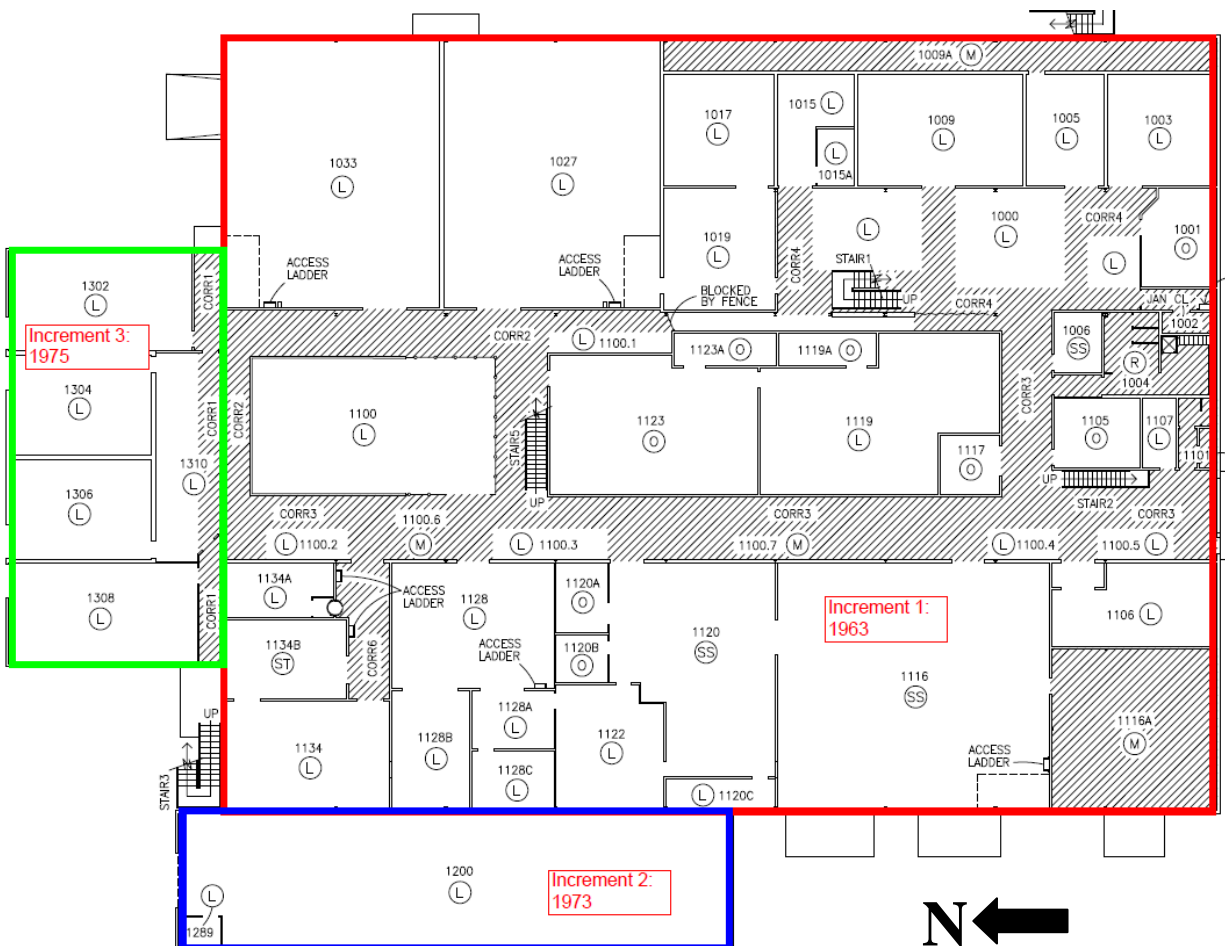 1009A M
1033
L
1027
L
1017
L
1015 L
L
1015A
1009
L
1005
L
1003
L
1019
L
L
1000
L
CORR4
L
1001
O
CORR4
STAIR1
UP
CORR4
JAN CL
1002
ACCESS
LADDER
ACCESS
LADDER
BLOCKED
BY FENCE
1302
L
CORR1
Increment 3:
1975
1304
L
1306
L
1310
L
CORR1
1308
L
CORR1
CORR2
L 1100.1
1123A O
1119A O
1006
SS
R
1004
CORR2
1100
L
STAIR5
UP
1123
O
1119
L
1117
O
CORR3
1105
O
1107
L
1101
UP
STAIR2
CORR3
L 1100.2
1100.6
M
L 1100.3
CORR3
1100.7 M
L 1100.4
CORR3
1100.5 L
1134A
L
ACCESS
LADDER
1134B
ST
CORR6
1128
L
ACCESS
LADDER
1120A
O
1120B
O
1120
SS
Increment 1:
1963
1116
SS
1106 L
1116A
M
UP
STAIR3
1134
L
1128B
L
1128A
L
1128C
L
1122
L
L 1120C
ACCESS
LADDER
1200
L
Increment 2:
1973
L
1289
N